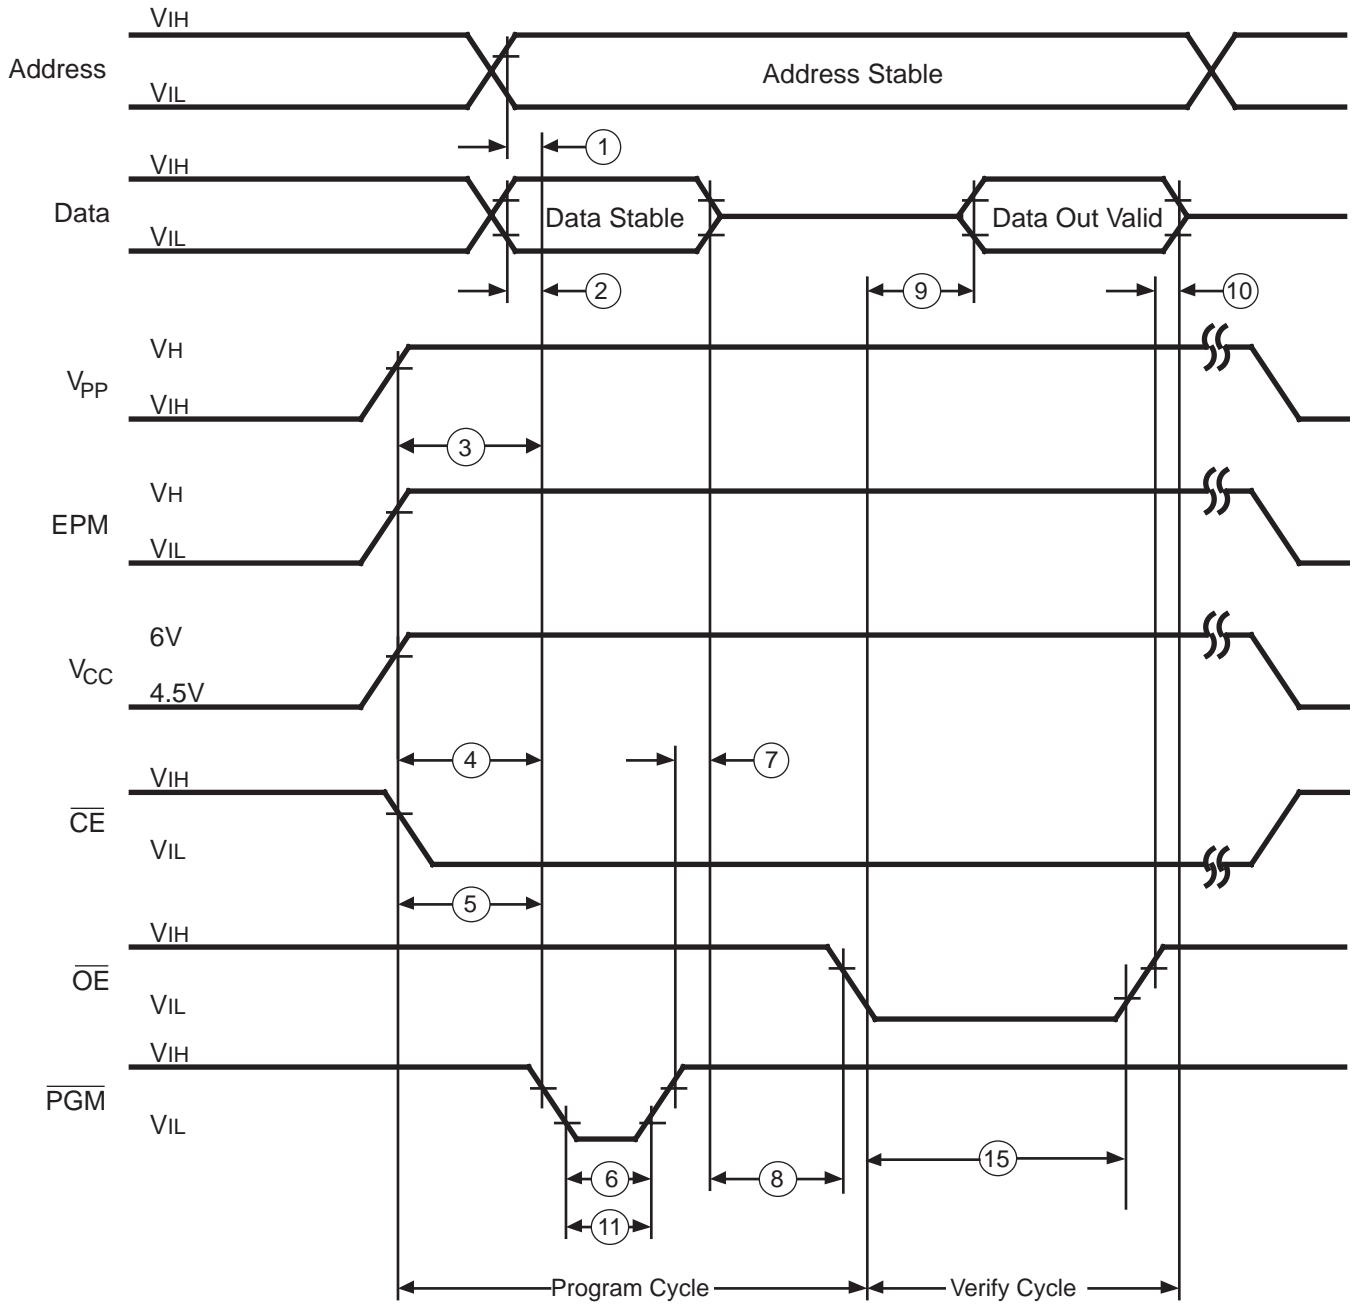 VIH
Address
Address Stable
VIL
1
VIH
Data
Data Stable
Data Out Valid
VIL
2
9
10
VH
VPP
VIH
3
VH
EPM
VIL
6V
VCC
4.5V
4
7
VIH
CE
VIL
5
VIH
OE
VIL
VIH
PGM
VIL
6
8
15
11
Program Cycle
Verify Cycle